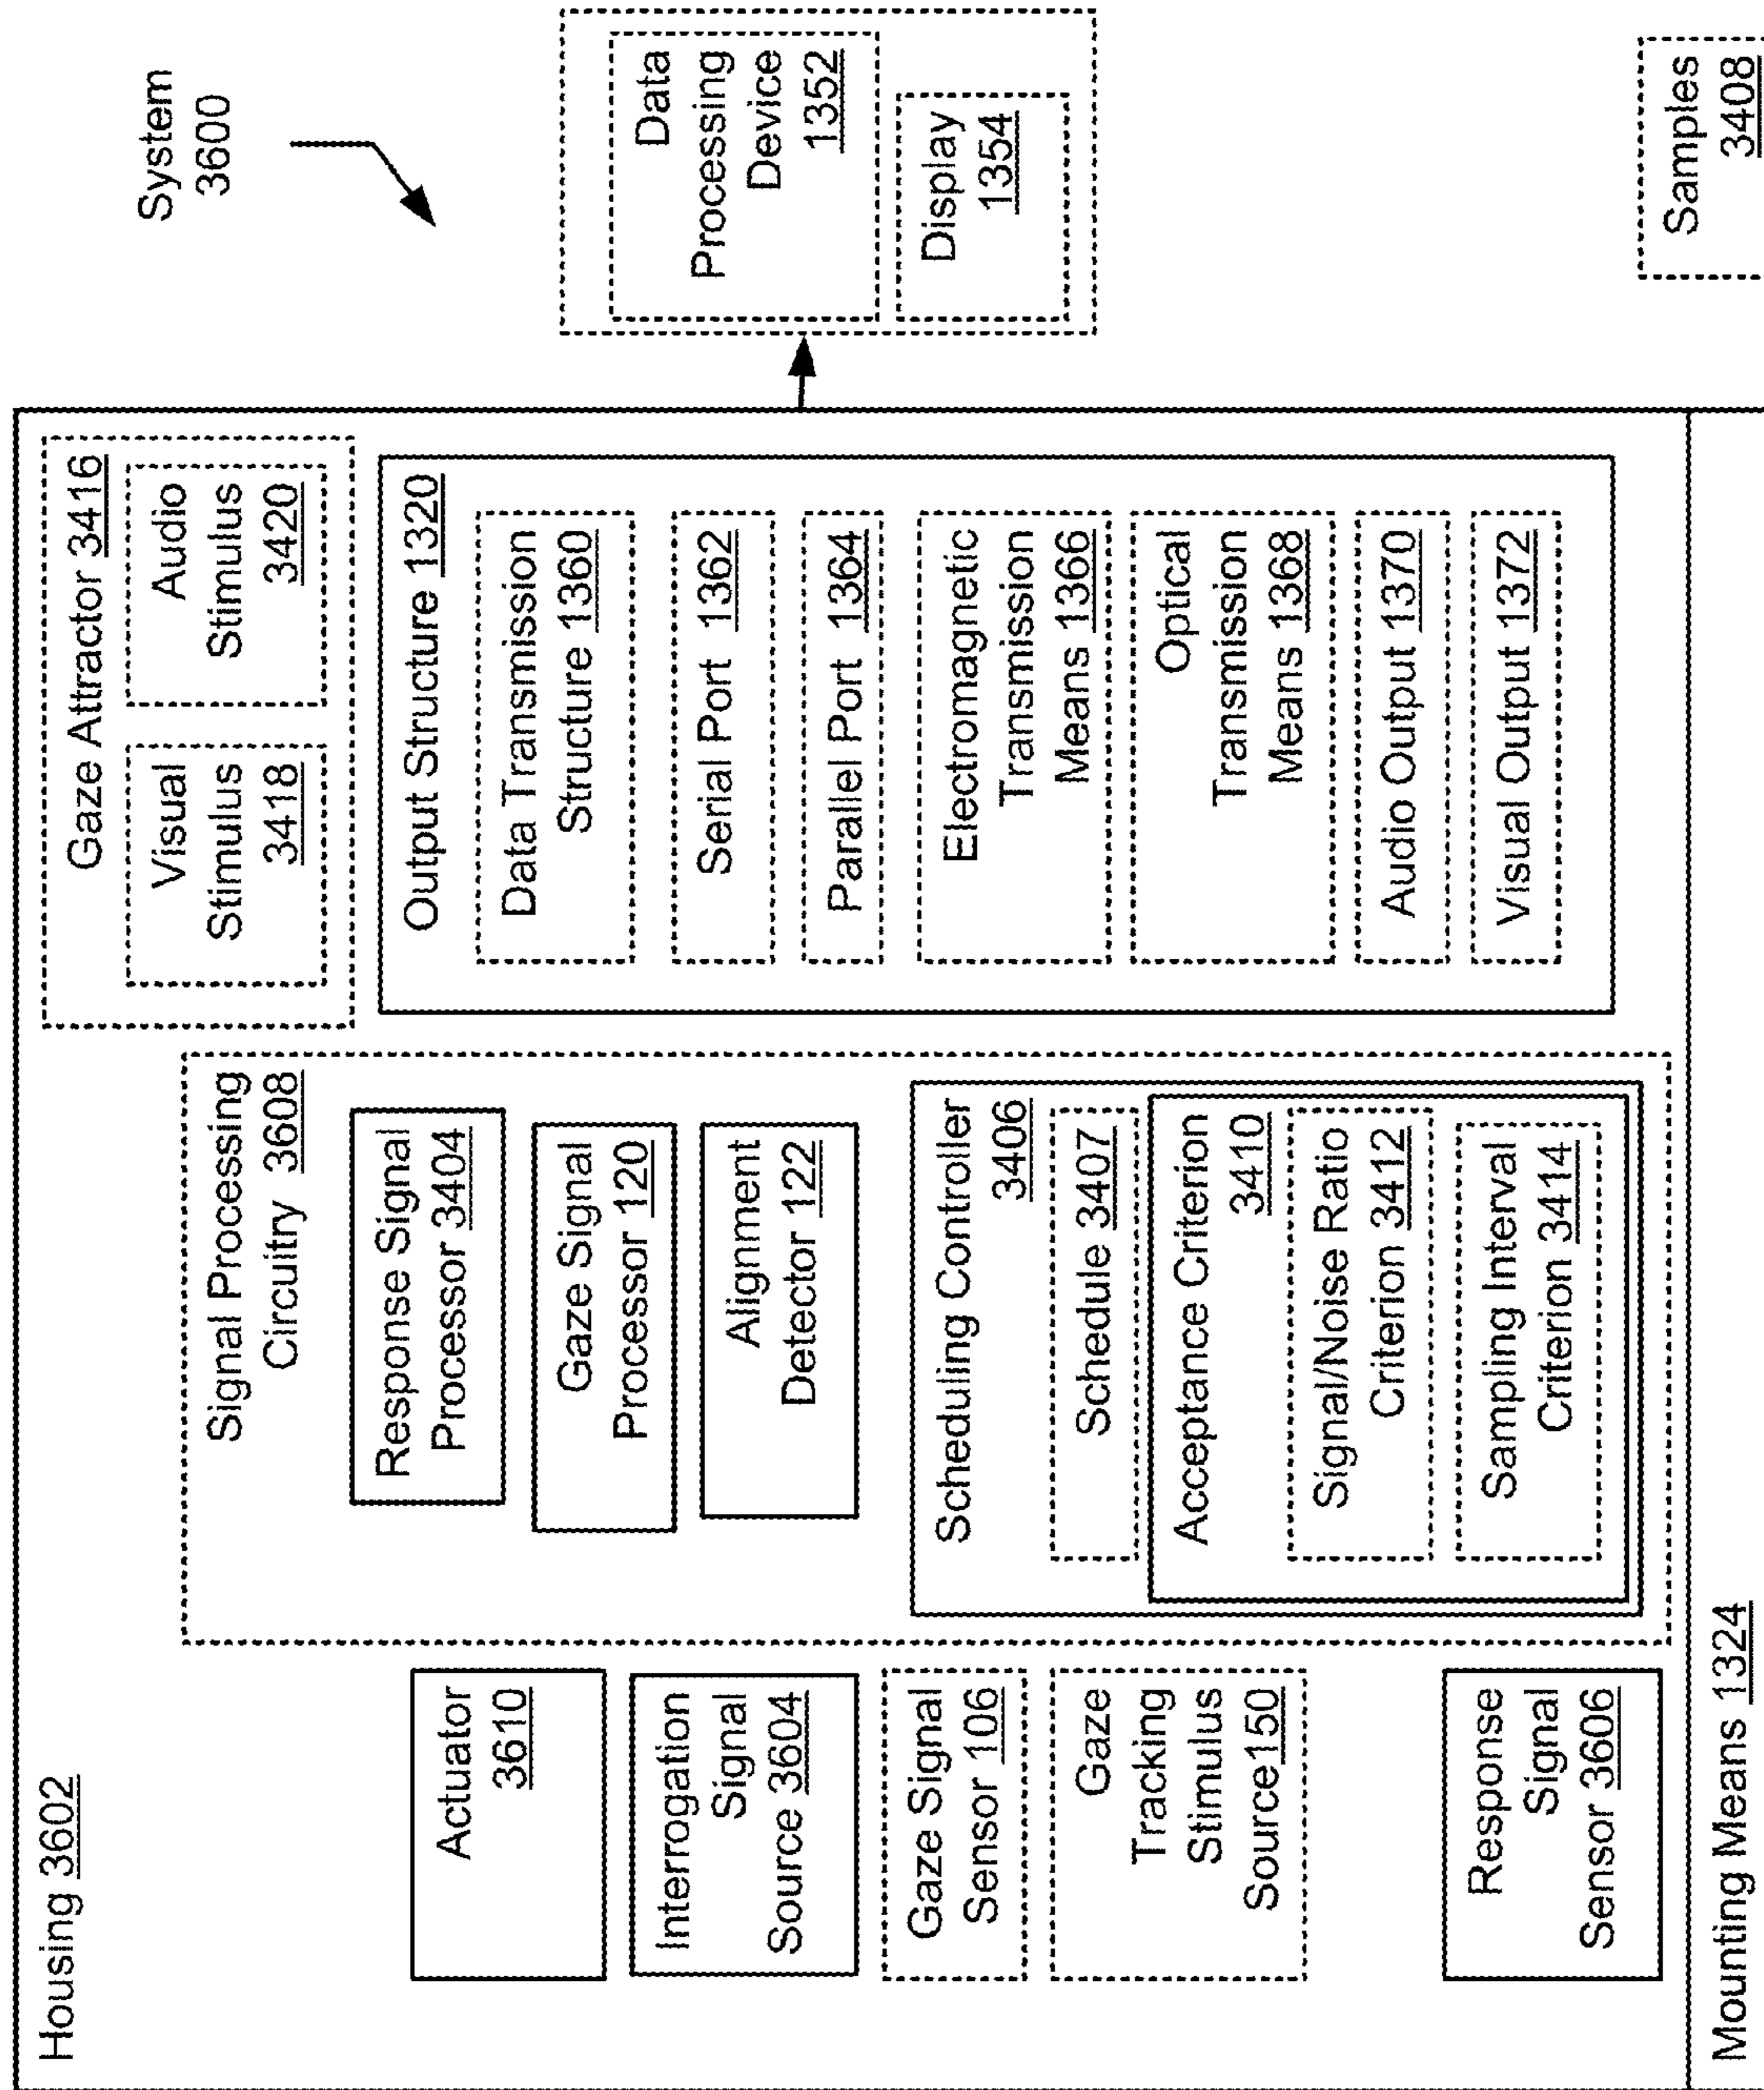 System
3600
Housing 3602
Actuator
3610
Interrogation
Signal
Source 3604
Gaze Signal
Sensor 106
Gaze
Tracking
Stimulus
Source150
Response
Signal
Sensor 3606
Signal Processing
Circuitry 3608
Response Signal
Processor 3404
Gaze Signal
Processor 120
Alignment
Detector 122
Scheduling Controller
3406
Schedule 3407
Acceptance Criterion
3410
Signal/Noise Ratio
Criterion 3412
Sampling Interval
Criterion 3414
Gaze Attractor 3416
Visual
Stimulus
3418
Audio
Stimulus
3420
Output Structure 1320
Data Transmission
Structure 1360
Serial Port 1362
Parallel Port 1364
Electromagnetic
Transmission
Means 1366
Optical
Transmission
Means 1368
Audio Output 1370
Visual Output 1372
Data
Processing
Device
1352
Display
1354
Mounting Means 1324
Samples
3408